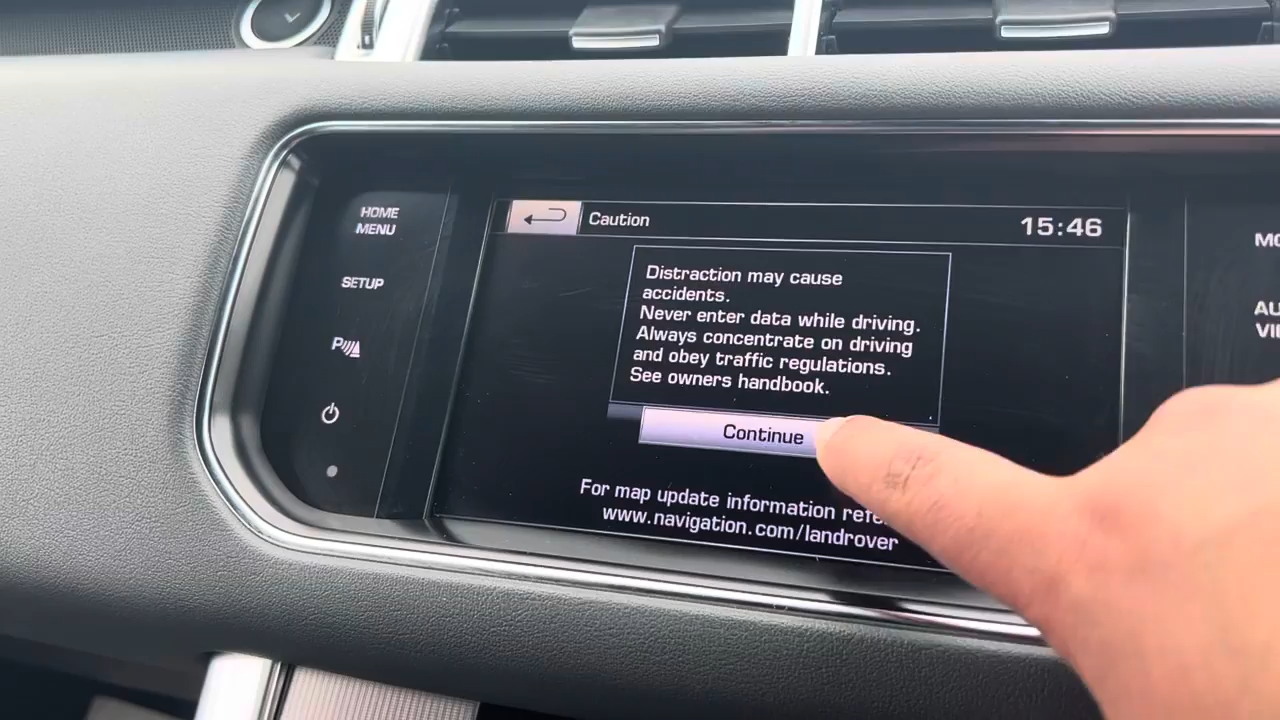 HOME
MENU
SETUP
Caution
15:46
Distraction may cause
accidents.
Never enter data while driving.
Always concentrate on driving
and obey traffic regulations.
See owners handbook.
Continue
For map update information
www.navigation.com/landrover